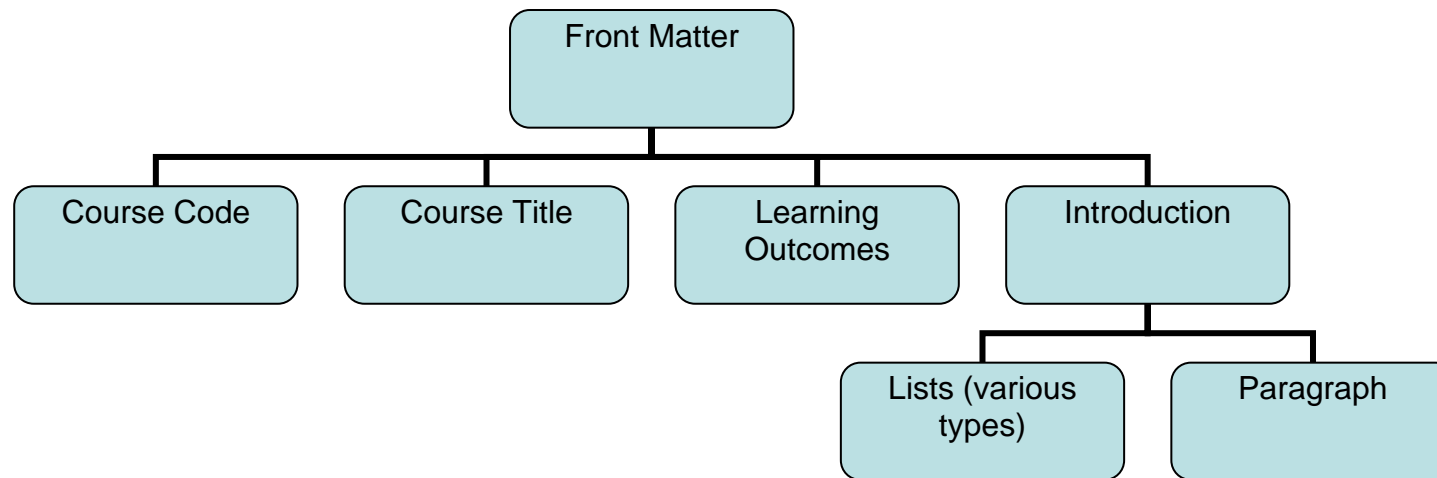 Front Matter
Course Code
Course Title
Learning
Outcomes
Introduction
Lists (various
types)
Paragraph